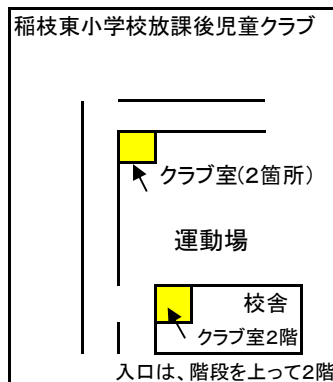 稲枝東小学校放課後児童クラブ
クラブ室(2箇所)
運動場
校舎
クラブ室2階
入口は、階段を上って2階